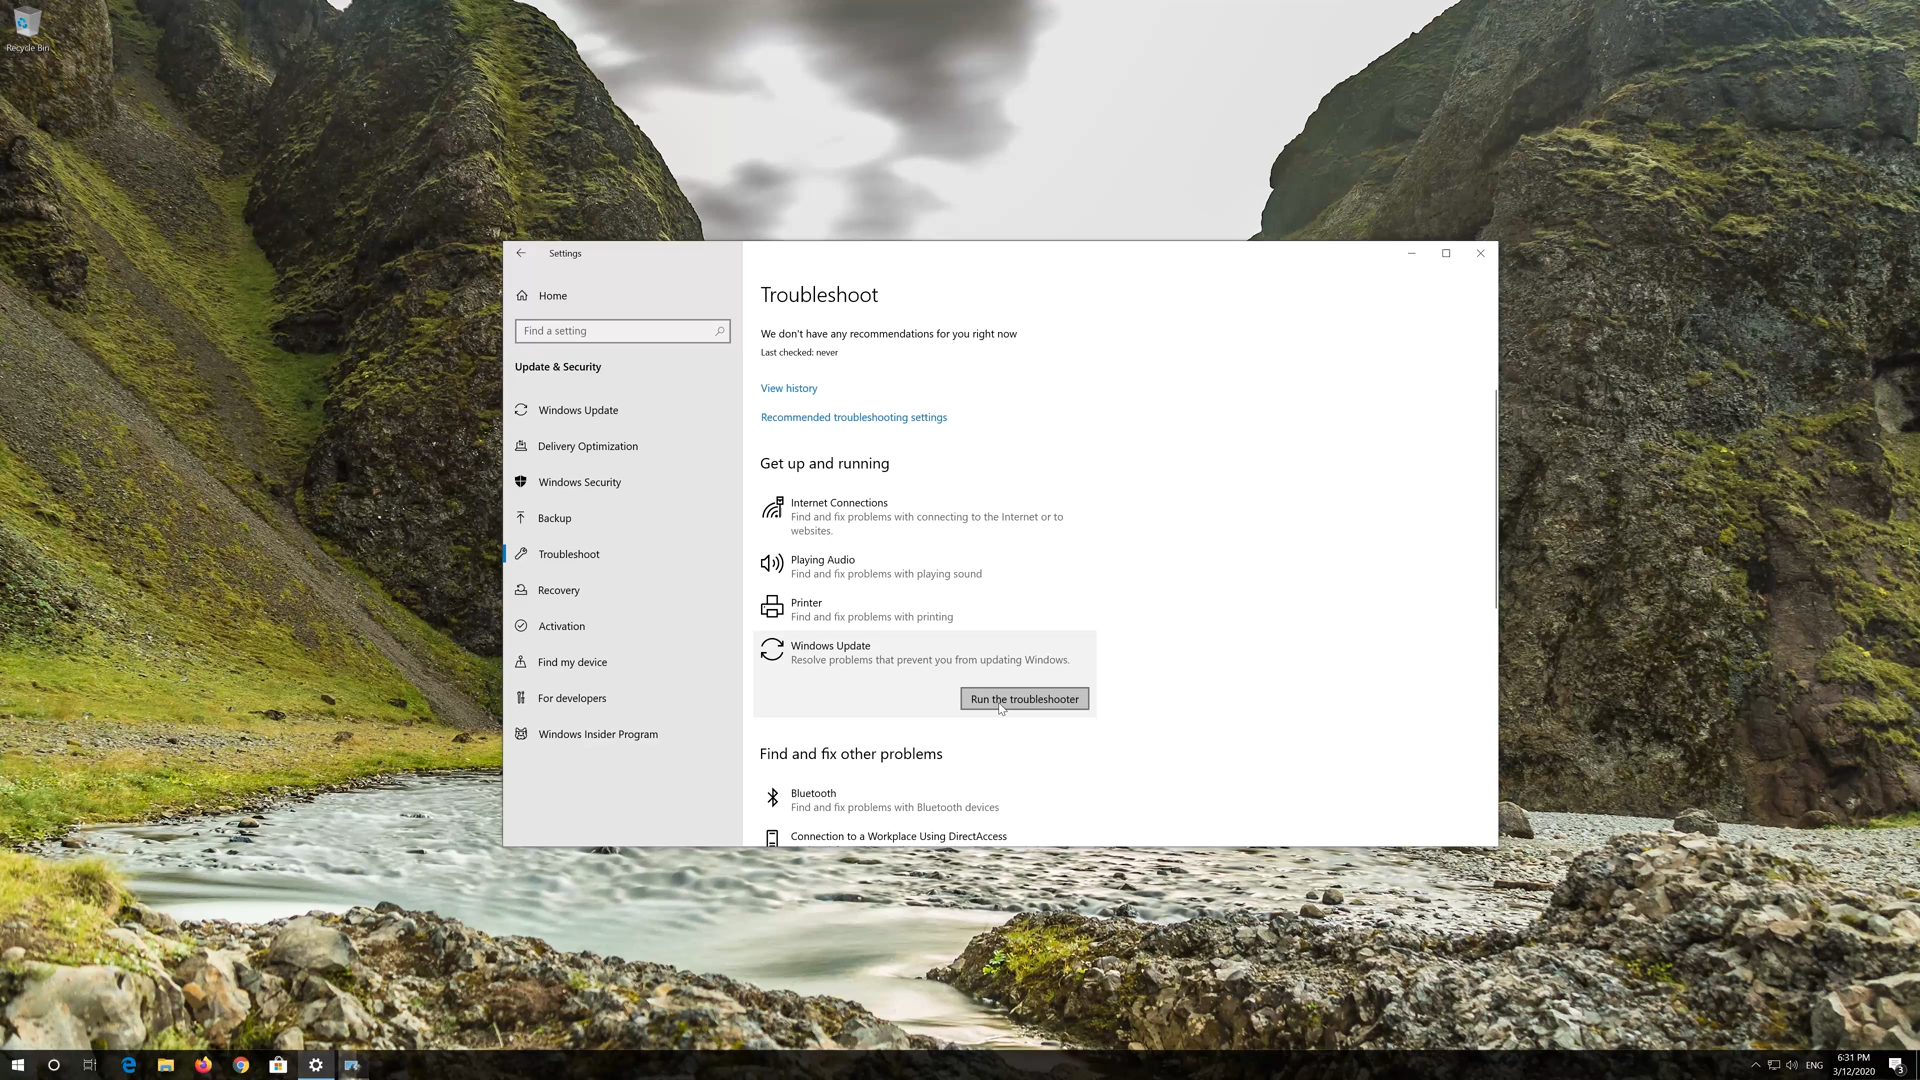 Recycle Bin
Settings
Home
Find a setting
Update & Security
Windows Update
Delivery Optimization
Windows Security
Backup
Troubleshoot
Recovery
Activation
Find my device
For developers
Windows Insider Program
Troubleshoot
We don't have any recommendations for you right now
Last checked: never
View history
Recommended troubleshooting settings
Get up and running
Internet Connections
Find and fix problems with connecting to the Internet or to
websites.
Playing Audio
Find and fix problems with playing sound
Printer
Find and fix problems with printing
Windows Update
Resolve problems that prevent you from updating Windows.
Run the troubleshooter
Find and fix other problems
Bluetooth
Find and fix problems with Bluetooth devices
Connection to a Workplace Using DirectAccess
ENG
6:31 PM
3/12/2020
3